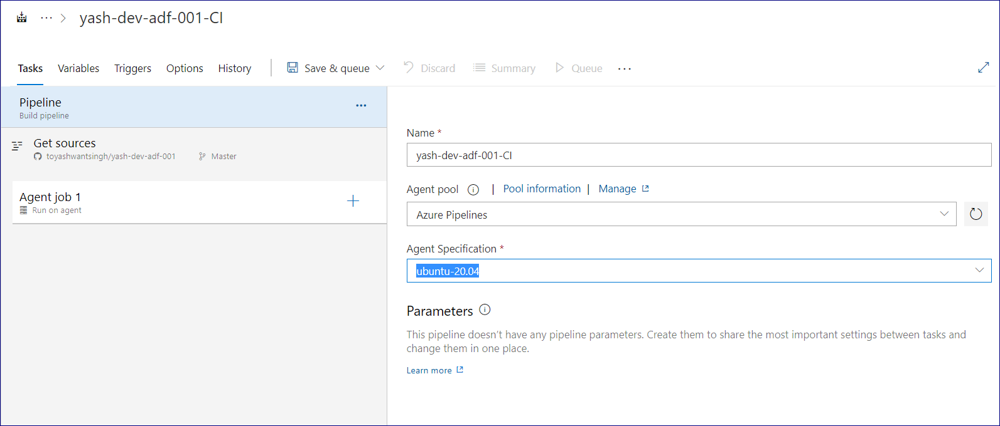 ... > yash-dev-adf-001-CI
Tasks Variables Triggers Options History Save & queue Discard Summary Queue ...
Pipeline ...
Build pipeline
Get sources
toyashwantsingh/yash-dev-adf-001 Master
Agent job 1
Run on agent
Name *
yash-dev-adf-001-CI
Agent pool | Pool information | Manage
Azure Pipelines
Agent Specification *
ubuntu-20.04
Parameters
This pipeline doesn't have any pipeline parameters. Create them to share the most important settings between tasks and
change them in one place.
Learn more